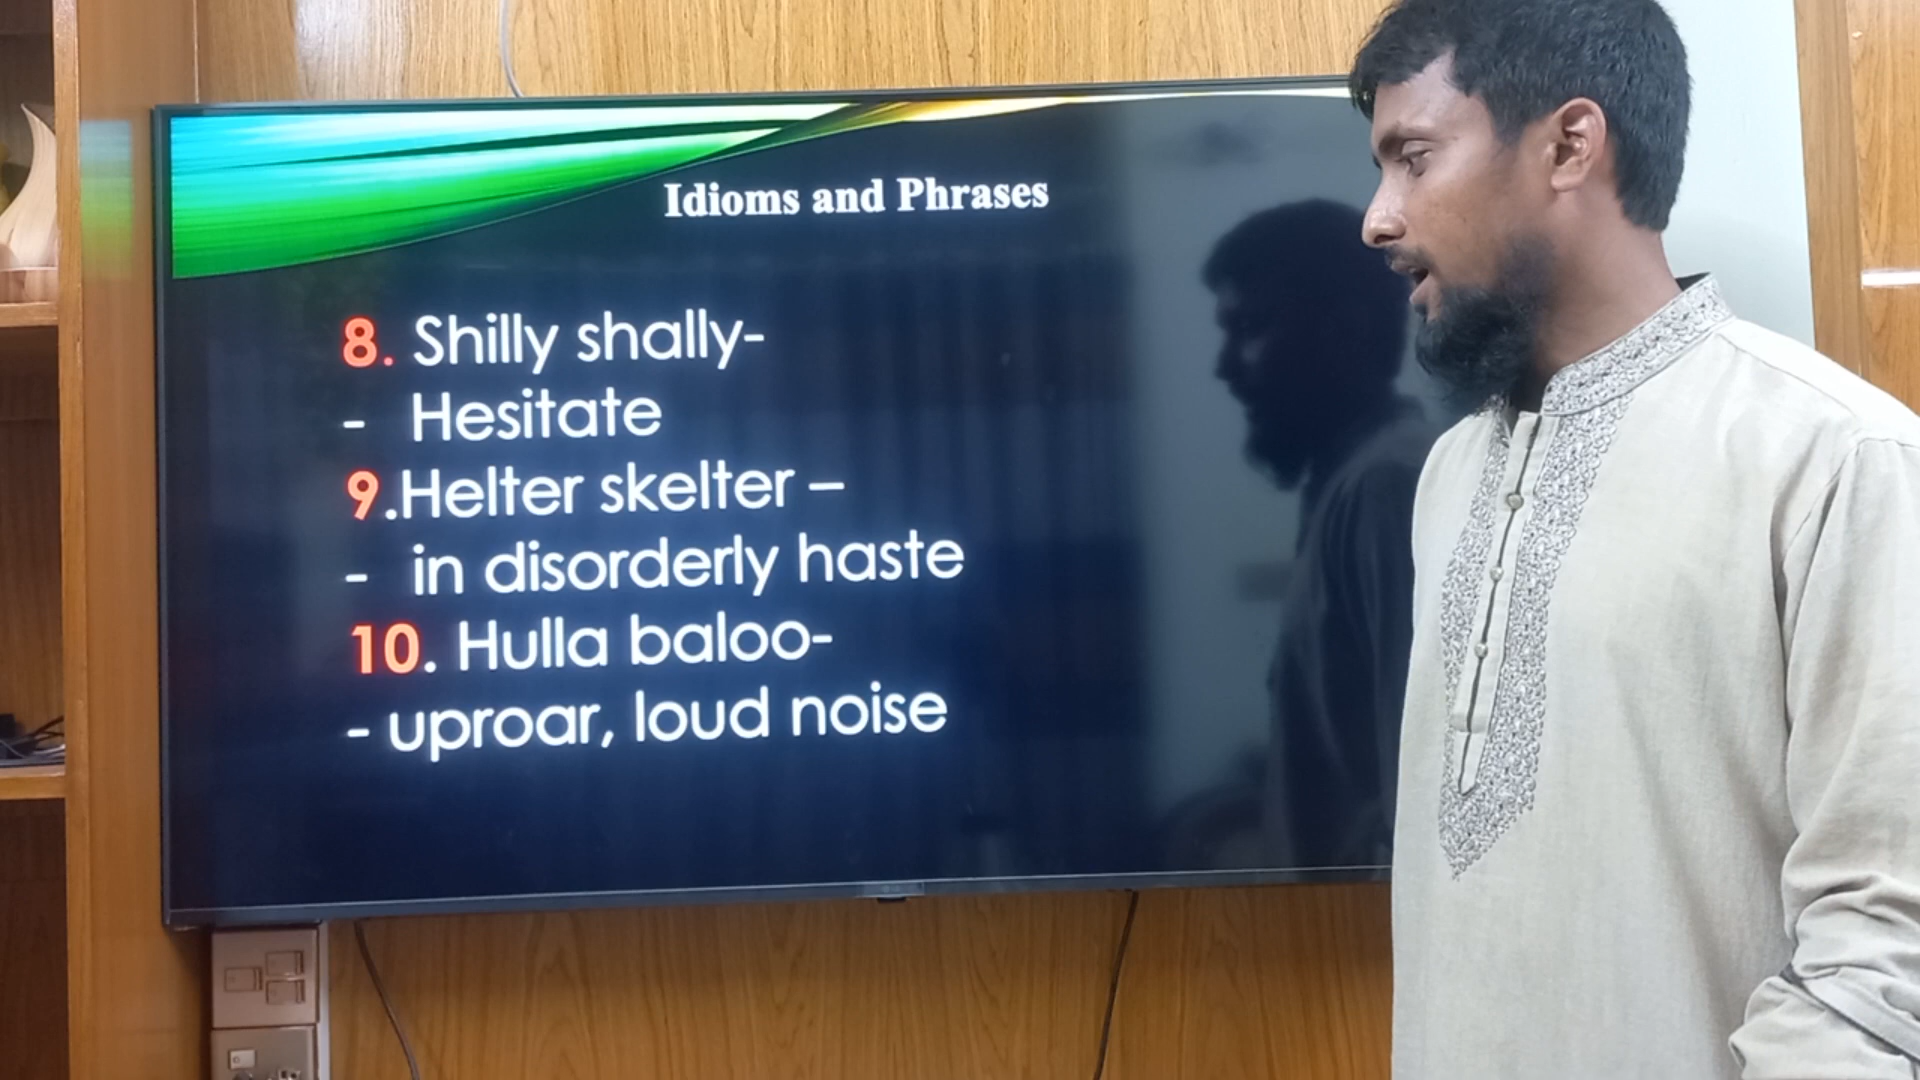 Idioms and Phrases
8. Shilly shally-
- Hesitate
9.Helter skelter –
- in disorderly haste
10. Hulla baloo-
- uproar, loud noise